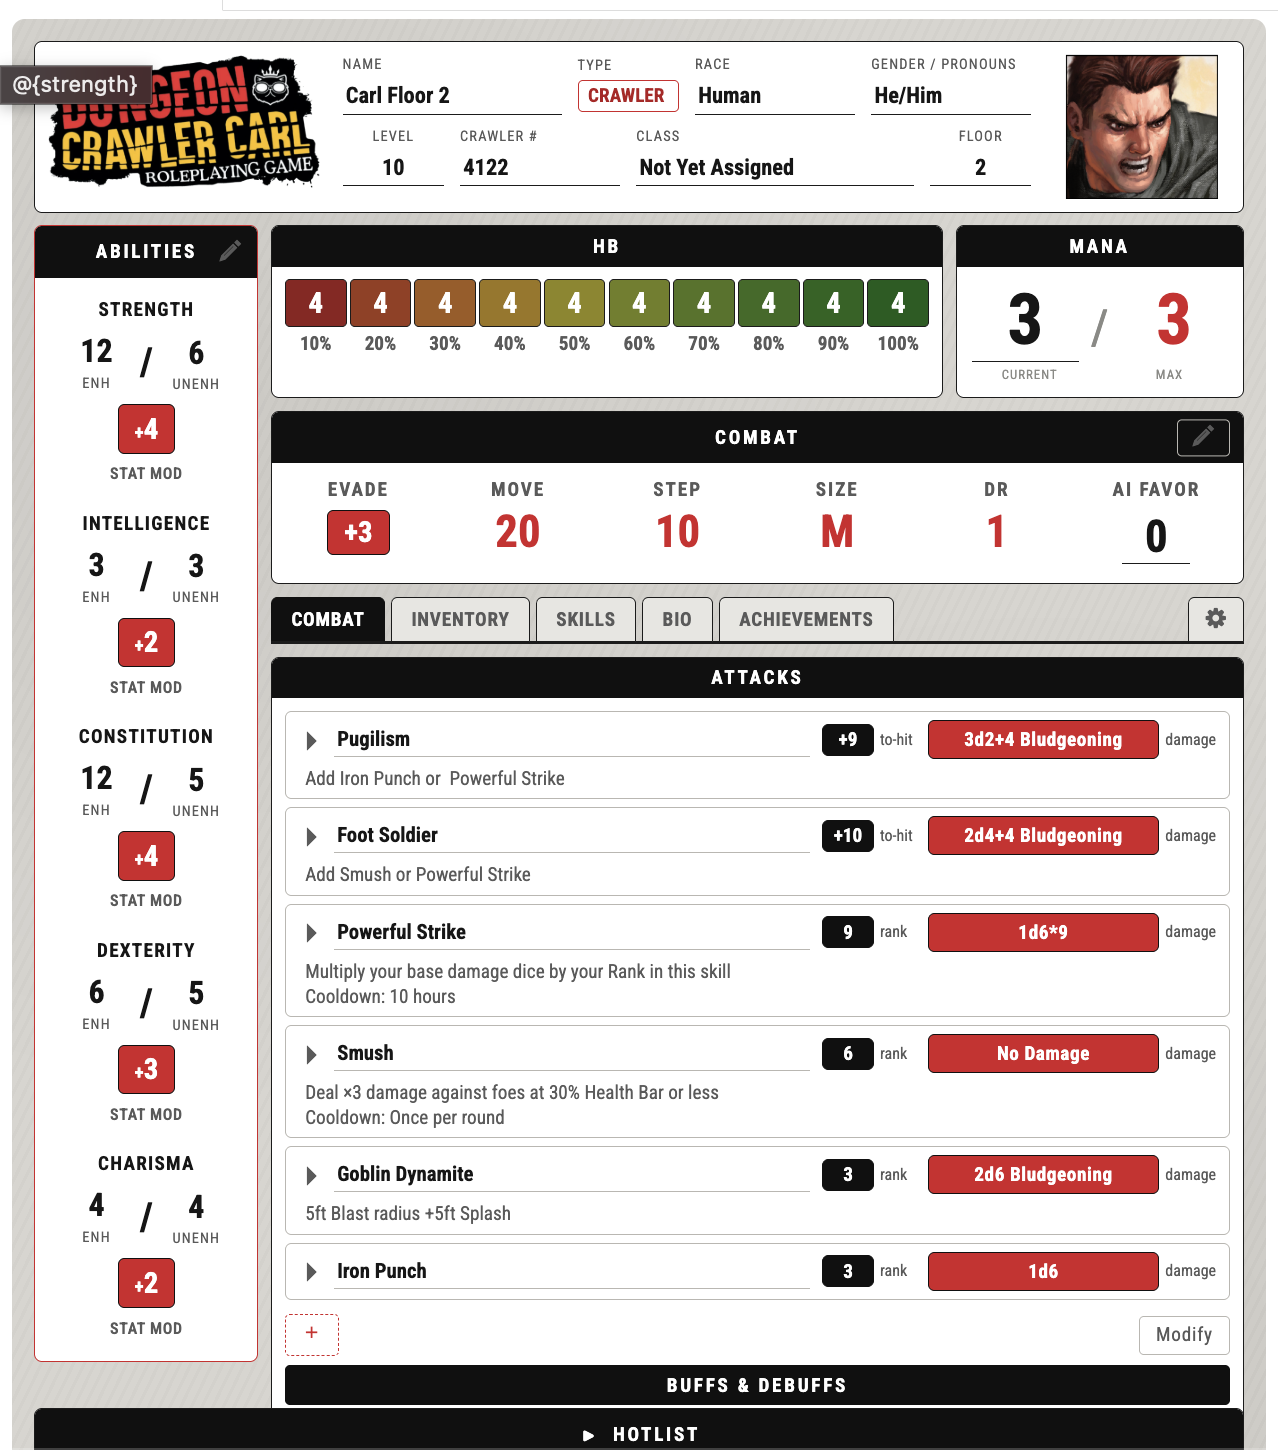 @{strength}
DUNGEON
CRAWLER CARL
ROLEPLAYING GAME
NAME
Carl Floor 2
TYPE
CRAWLER
RACE
Human
GENDER / PRONOUNS
He/Him
LEVEL
10
CRAWLER #
4122
CLASS
Not Yet Assigned
FLOOR
2
ABILITIES
STRENGTH
12 / 6
ENH UNENH
+4
STAT MOD
INTELLIGENCE
3 / 3
ENH UNENH
+2
STAT MOD
CONSTITUTION
12 / 5
ENH UNENH
+4
STAT MOD
DEXTERITY
6 / 5
ENH UNENH
+3
STAT MOD
CHARISMA
4 / 4
ENH UNENH
+2
STAT MOD
HB
4 4 4 4 4 4 4 4 4 4
10% 20% 30% 40% 50% 60% 70% 80% 90% 100%
MANA
3 / 3
CURRENT MAX
COMBAT
EVADE MOVE STEP SIZE DR AI FAVOR
+3 20 10 M 1 0
COMBAT INVENTORY SKILLS BIO ACHIEVEMENTS
ATTACKS
Pugilism +9 to-hit 3d2+4 Bludgeoning damage
Add Iron Punch or  Powerful Strike
Foot Soldier +10 to-hit 2d4+4 Bludgeoning damage
Add Smush or Powerful Strike
Powerful Strike 9 rank 1d6*9 damage
Multiply your base damage dice by your Rank in this skill
Cooldown: 10 hours
Smush 6 rank No Damage damage
Deal ×3 damage against foes at 30% Health Bar or less
Cooldown: Once per round
Goblin Dynamite 3 rank 2d6 Bludgeoning damage
5ft Blast radius +5ft Splash
Iron Punch 3 rank 1d6 damage
+ Modify
BUFFS & DEBUFFS
HOTLIST